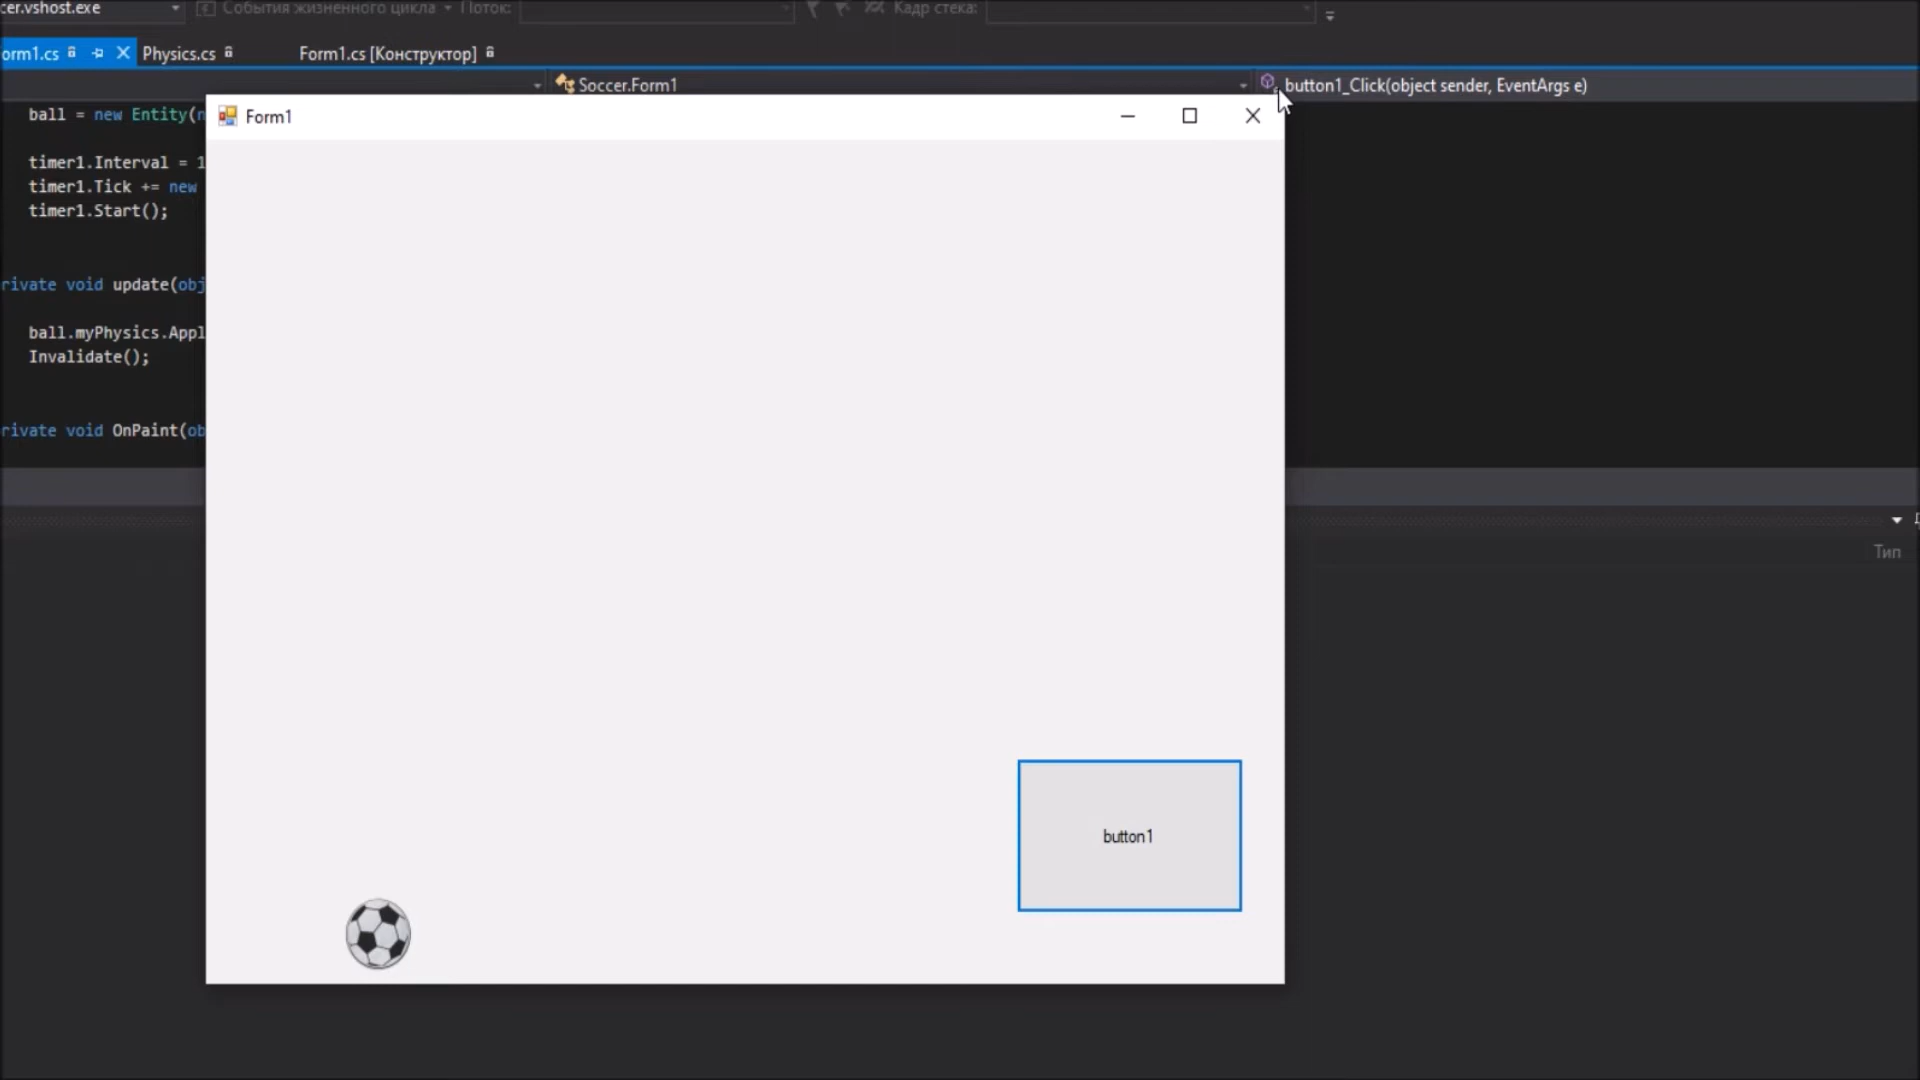 cer.vshost.exe События жизненного цикла Поток: Кадр стека:
orm1.cs Physics.cs Form1.cs [Конструктор]
Soccer.Form1 button1_Click(object sender, EventArgs e)
ball = new Entity(n
Form1
timer1.Interval = 1
timer1.Tick += new
timer1.Start();
rivate void update(obj
ball.myPhysics.Appl
Invalidate();
rivate void OnPaint(ob
Тип
button1